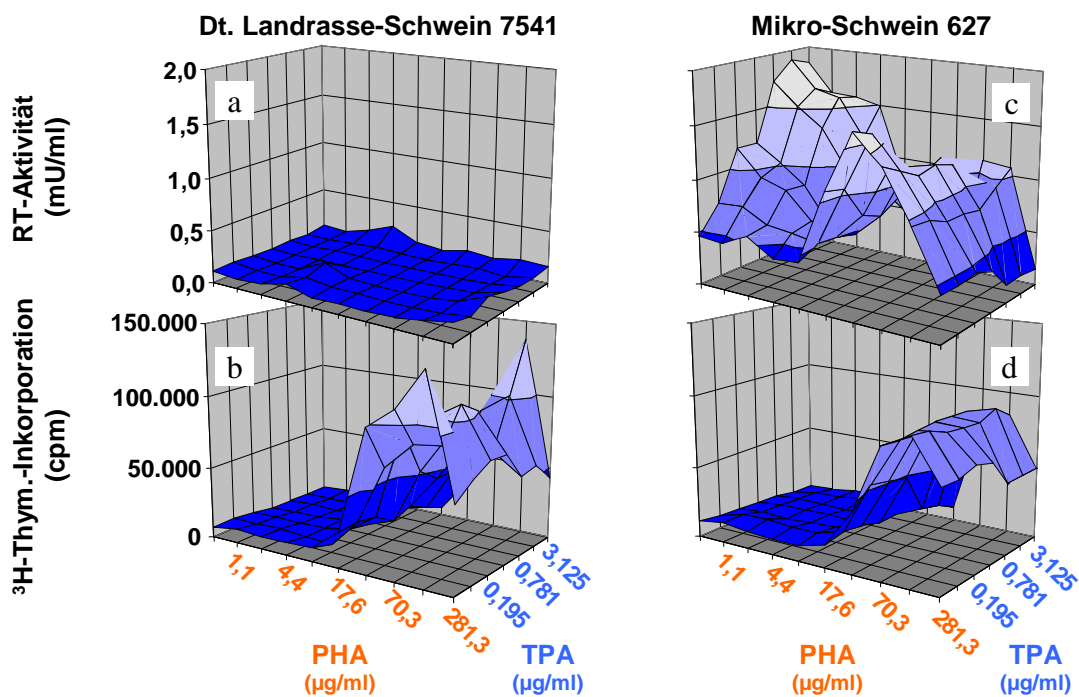 Dt. Landrasse-Schwein 7541
Mikro-Schwein 627
RT-Aktivität
(mU/ml)
2,0
1,5
1,0
0,5
0,0
a
c
³H-Thym.-Inkorporation
(cpm)
150.000
100.000
50.000
0
b
d
1,1
4,4
17,6
70,3
281,3
0,195
0,781
3,125
1,1
4,4
17,6
70,3
281,3
0,195
0,781
3,125
PHA
(µg/ml)
TPA
(µg/ml)
PHA
(µg/ml)
TPA
(µg/ml)